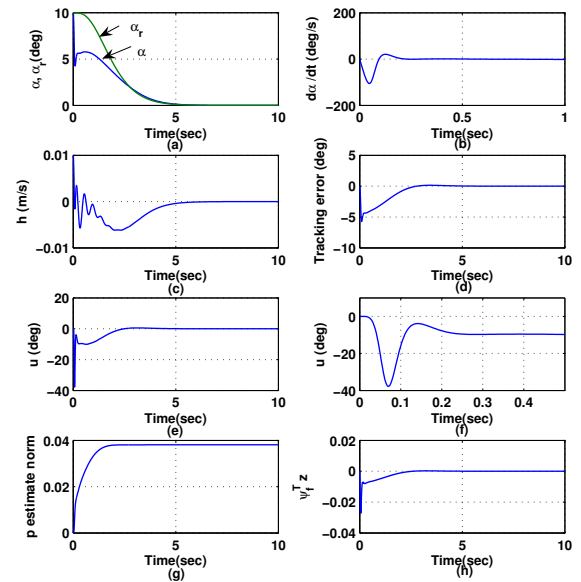 10
5
0
α, αr(deg)
αr
α
0
5
10
Time(sec)
(a)
200
0
−200
dα /dt (deg/s)
0
0.5
1
Time(sec)
(b)
0.01
0
−0.01
h (m/s)
0
5
10
Time(sec)
(c)
5
0
−5
−10
Tracking error (deg)
0
5
10
Time(sec)
(d)
20
0
−20
−40
u (deg)
0
5
10
Time(sec)
(e)
0
−20
−40
u (deg)
0
0.1
0.2
0.3
0.4
Time(sec)
(f)
0.04
0.02
0
p estimate norm
0
5
10
Time(sec)
(g)
0.02
0
−0.02
−0.04
ψfT z
0
5
10
Time(sec)
(h)